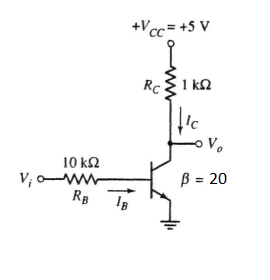 +V_CC = +5 V
R_C 1 kΩ
I_C
V_o
10 kΩ
V_i
R_B
I_B
β = 20